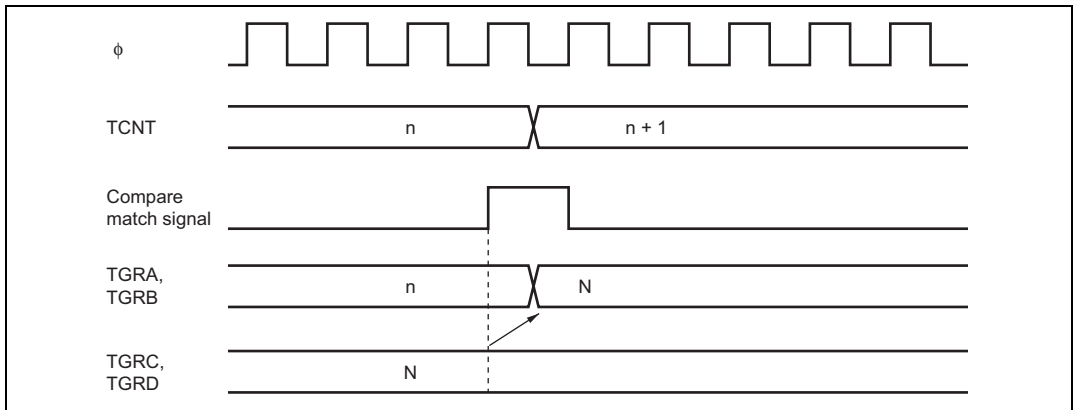 ϕ
TCNT
n
n + 1
Compare
match signal
TGRA,
TGRB
n
N
TGRC,
TGRD
N